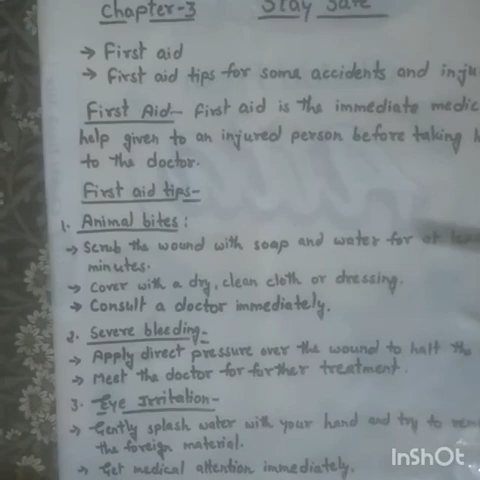 Chapter-3 Stay Safe
→ First aid
→ First aid tips for some accidents and inju
First Aid- First aid is the immediate medic
help given to an injured person before taking h
to the doctor.
First aid tips-
1. Animal bites:
→ Scrub the wound with soap and water for at lea
minutes.
→ Cover with a dry, clean cloth or dressing.
→ Consult a doctor immediately.
2. Severe bleeding-
→ Apply direct pressure over the wound to halt the
→ Meet the doctor for further treatment.
3. Eye Irritation-
→ Gently splash water with your hand and try to rem
the foreign material.
→ Get medical attention immediately.
InShOt